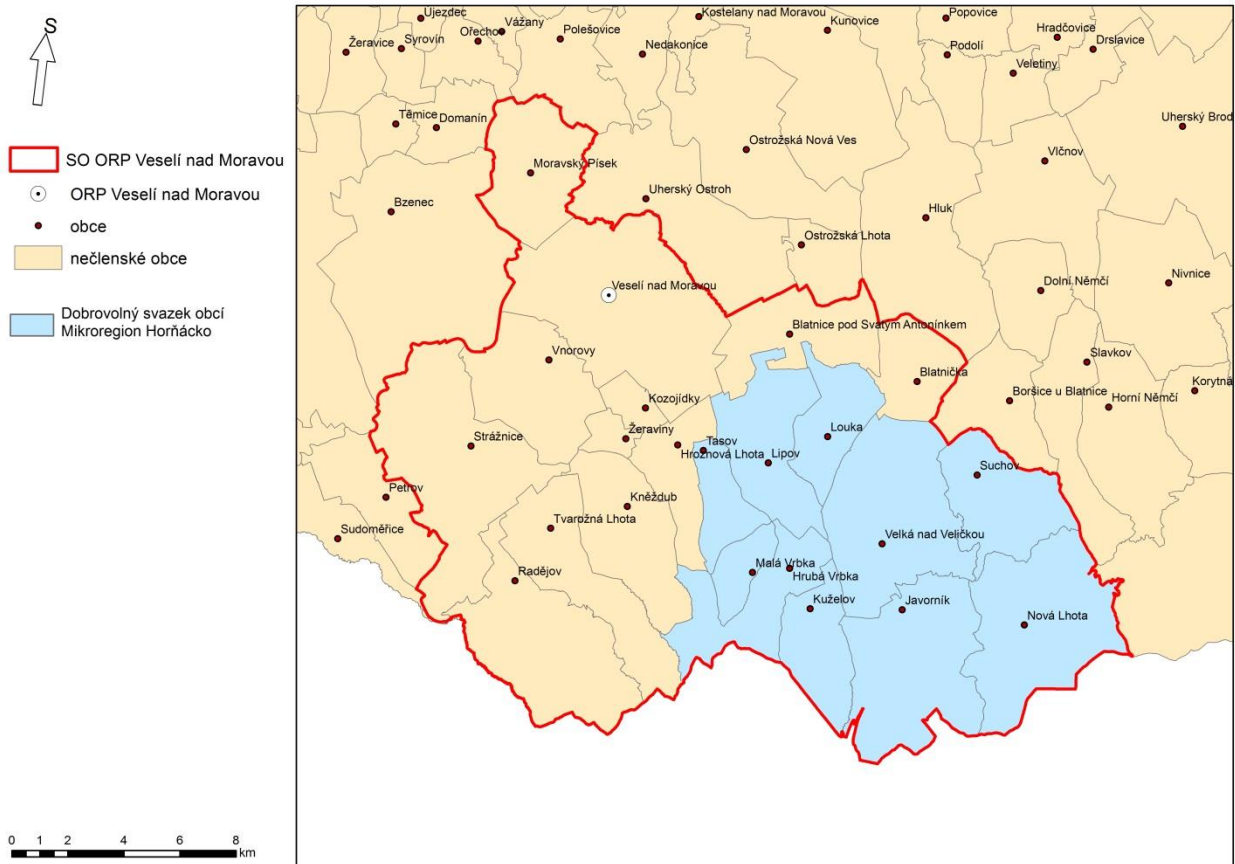 S
SO ORP Veselí nad Moravou
ORP Veselí nad Moravou
obce
nečlenské obce
Dobrovolný svazek obcí
Mikroregion Horňácko
0 1 2 4 6 8
km
Újezdec
Vážany
Kostelany nad Moravou
Popovice
Žeravice
Syrovín
Ořechov
Polešovice
Nedakonice
Kunovice
Podolí
Hradčovice
Drslavice
Veletiny
Těmice
Domanín
Uherský Brod
Ostrožská Nová Ves
Vlčnov
Moravský Písek
Bzenec
Uherský Ostroh
Hluk
Ostrožská Lhota
Dolní Němčí
Nivnice
Veselí nad Moravou
Blatnice pod Svatým Antonínkem
Vnorovy
Slavkov
Blatnička
Boršice u Blatnice
Horní Němčí
Korytná
Kozojídky
Žeraviny
Strážnice
Hroznová Lhota
Tasov
Lipov
Louka
Suchov
Petrov
Kněždub
Sudoměřice
Tvarožná Lhota
Velká nad Veličkou
Radějov
Malá Vrbka
Hrubá Vrbka
Kuželov
Javorník
Nová Lhota